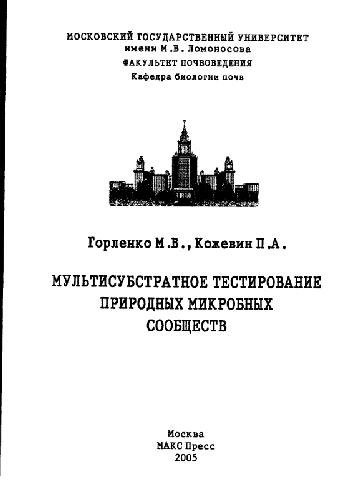 МОСКОВСКИЙ ГОСУДАРСТВЕННЫЙ УНИВЕРСИТЕТ
имени М.В. Ломоносова
ФАКУЛЬТЕТ ПОЧВОВЕДЕНИЯ
Кафедра биологии почв
Горленко М.В., Кожевин П.А.
МУЛЬТИСУБСТРАТНОЕ ТЕСТИРОВАНИЕ
ПРИРОДНЫХ МИКРОБНЫХ
СООБЩЕСТВ
Москва
МАКС Пресс
2005